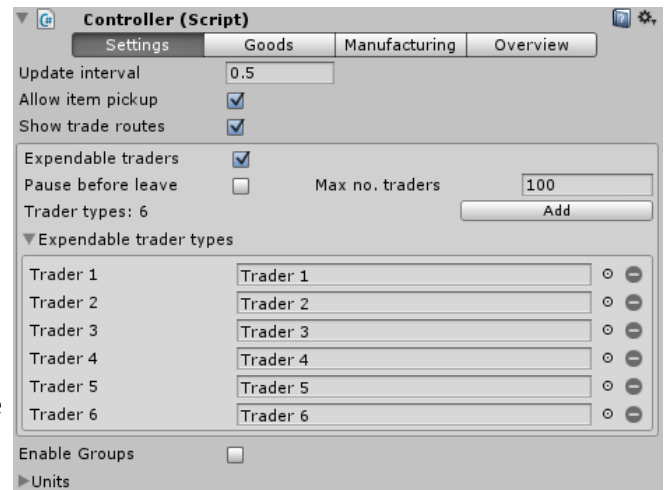 Controller (Script)
Settings Goods Manufacturing Overview
Update interval 0.5
Allow item pickup
Show trade routes
Expendable traders
Pause before leave Max no. traders 100
Trader types: 6 Add
Expendable trader types
Trader 1 Trader 1
Trader 2 Trader 2
Trader 3 Trader 3
Trader 4 Trader 4
Trader 5 Trader 5
Trader 6 Trader 6
Enable Groups
Units